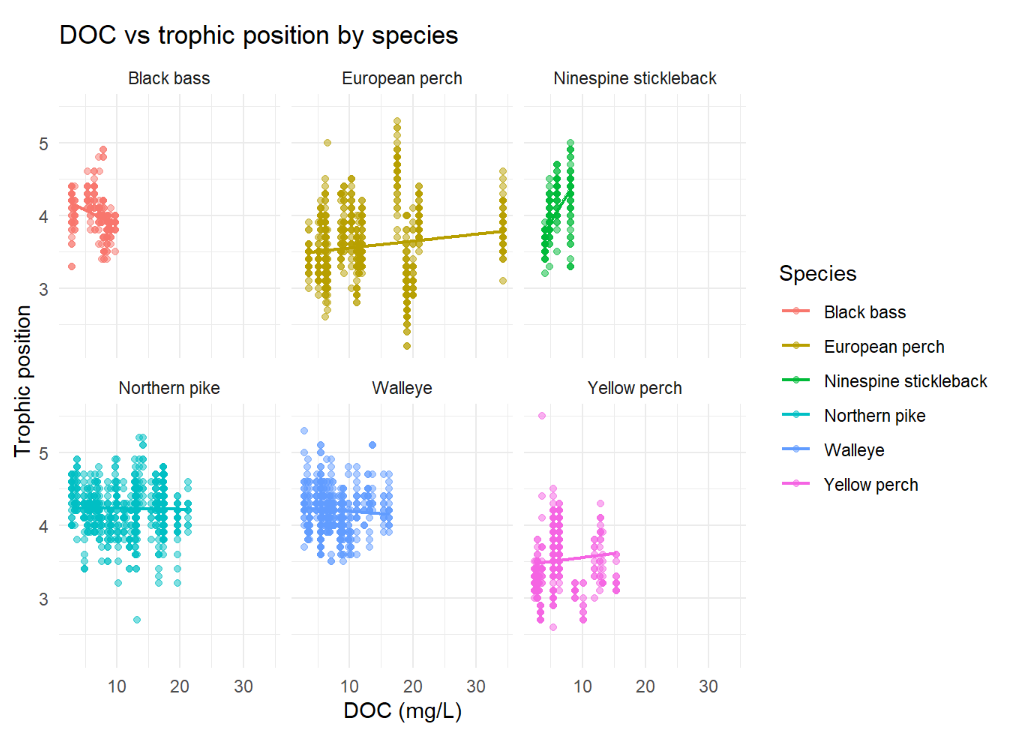 DOC vs trophic position by species
Black bass
European perch
Ninespine stickleback
5
4
3
Northern pike
Walleye
Yellow perch
5
4
3
10 20 30
10 20 30
10 20 30
DOC (mg/L)
Trophic position
Species
Black bass
European perch
Ninespine stickleback
Northern pike
Walleye
Yellow perch